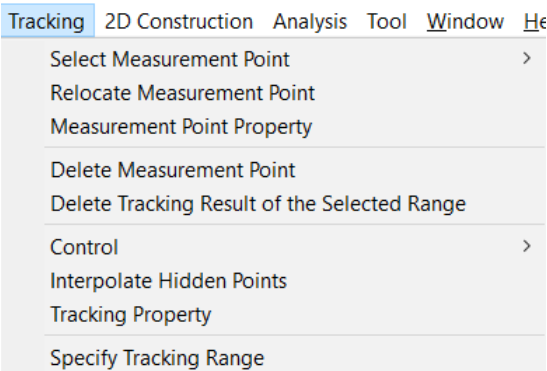 Tracking 2D Construction Analysis Tool Window He
Select Measurement Point >
Relocate Measurement Point
Measurement Point Property
Delete Measurement Point
Delete Tracking Result of the Selected Range
Control >
Interpolate Hidden Points
Tracking Property
Specify Tracking Range